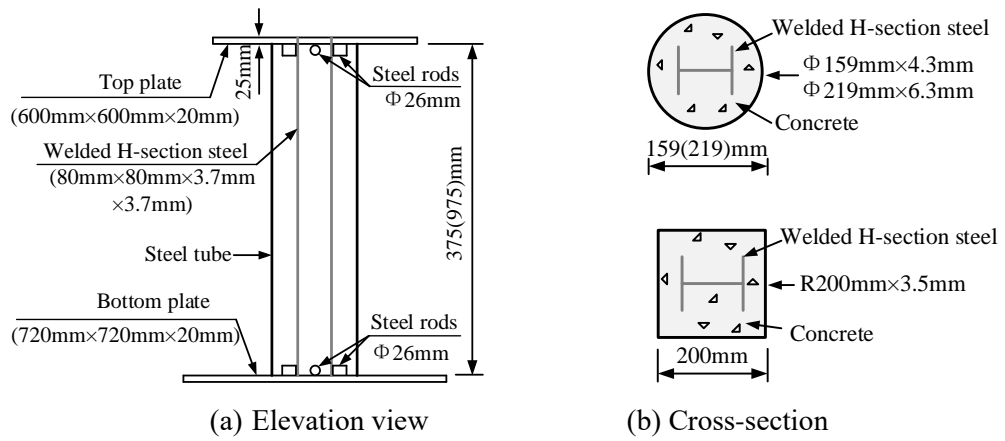 25mm
Top plate
(600mm×600mm×20mm)
Steel rods
Φ26mm
Welded H-section steel
(80mm×80mm×3.7mm
×3.7mm)
375(975)mm
Steel tube
Bottom plate
(720mm×720mm×20mm)
Steel rods
Φ26mm
(a) Elevation view
Welded H-section steel
Φ159mm×4.3mm
Φ219mm×6.3mm
Concrete
159(219)mm
Welded H-section steel
R200mm×3.5mm
Concrete
200mm
(b) Cross-section